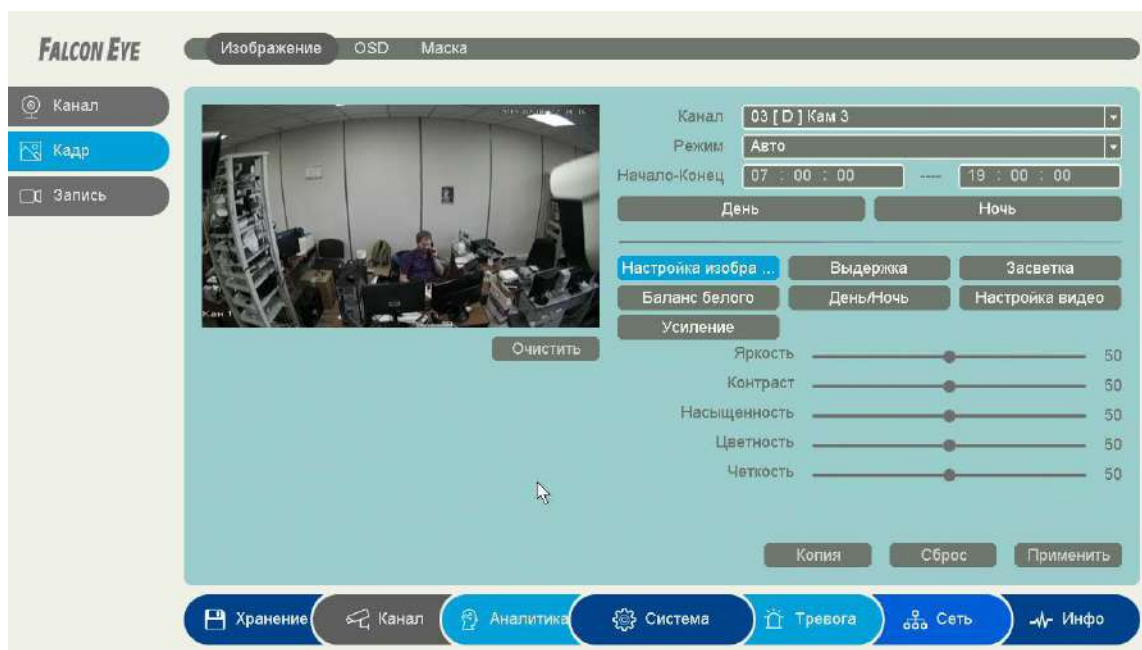 FALCON EYE
Изображение OSD Маска
Канал
Кадр
Запись
Канал 03 [ D ] Кам 3
Режим Авто
Начало-Конец 07 : 00 : 00 ---- 19 : 00 : 00
День Ночь
Настройка изобра ... Выдержка Засветка
Баланс белого День/Ночь Настройка видео
Усиление
Кам 1
Очистить
Яркость 50
Контраст 50
Насыщенность 50
Цветность 50
Четкость 50
Копия Сброс Применить
Хранение Канал Аналитика Система Тревога Сеть Инфо